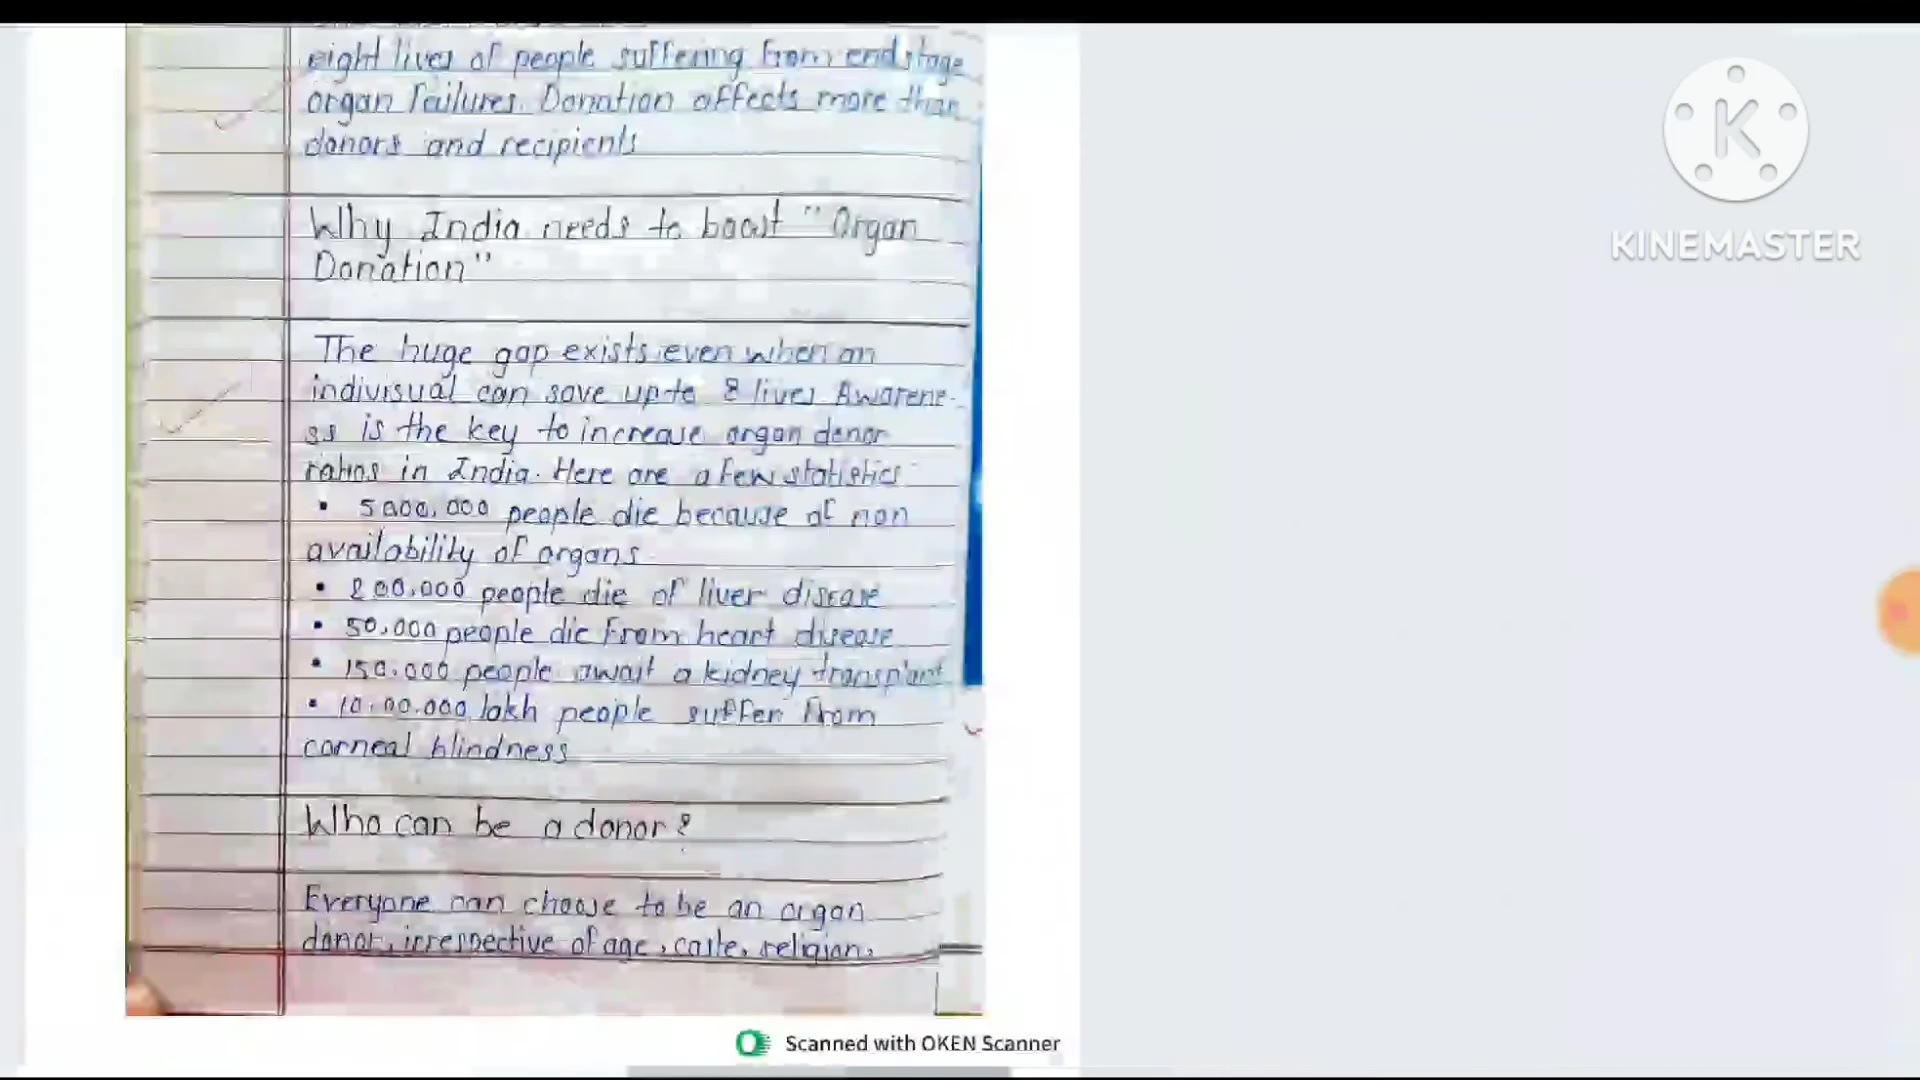 eight lives of people suffering from end stage
organ failures. Donation affects more than
donors and recipients
Why India needs to boost "Organ
Donation"
The huge gap exists even when an
indivisual can save upto 8 lives Awarene-
ss is the key to increase organ donor
ratios in India. Here are a few statistics
• 5000,000 people die because of non
availability of organs
• 200,000 people die of liver disease
• 50,000 people die from heart disease
• 150,000 people await a kidney transplant
• 10,00,000 lakh people suffer from
corneal blindness
Who can be a donor?
Everyone can choose to be an organ
donor, irrespective of age, caste, religion,
Scanned with OKEN Scanner
K
KINEMASTER